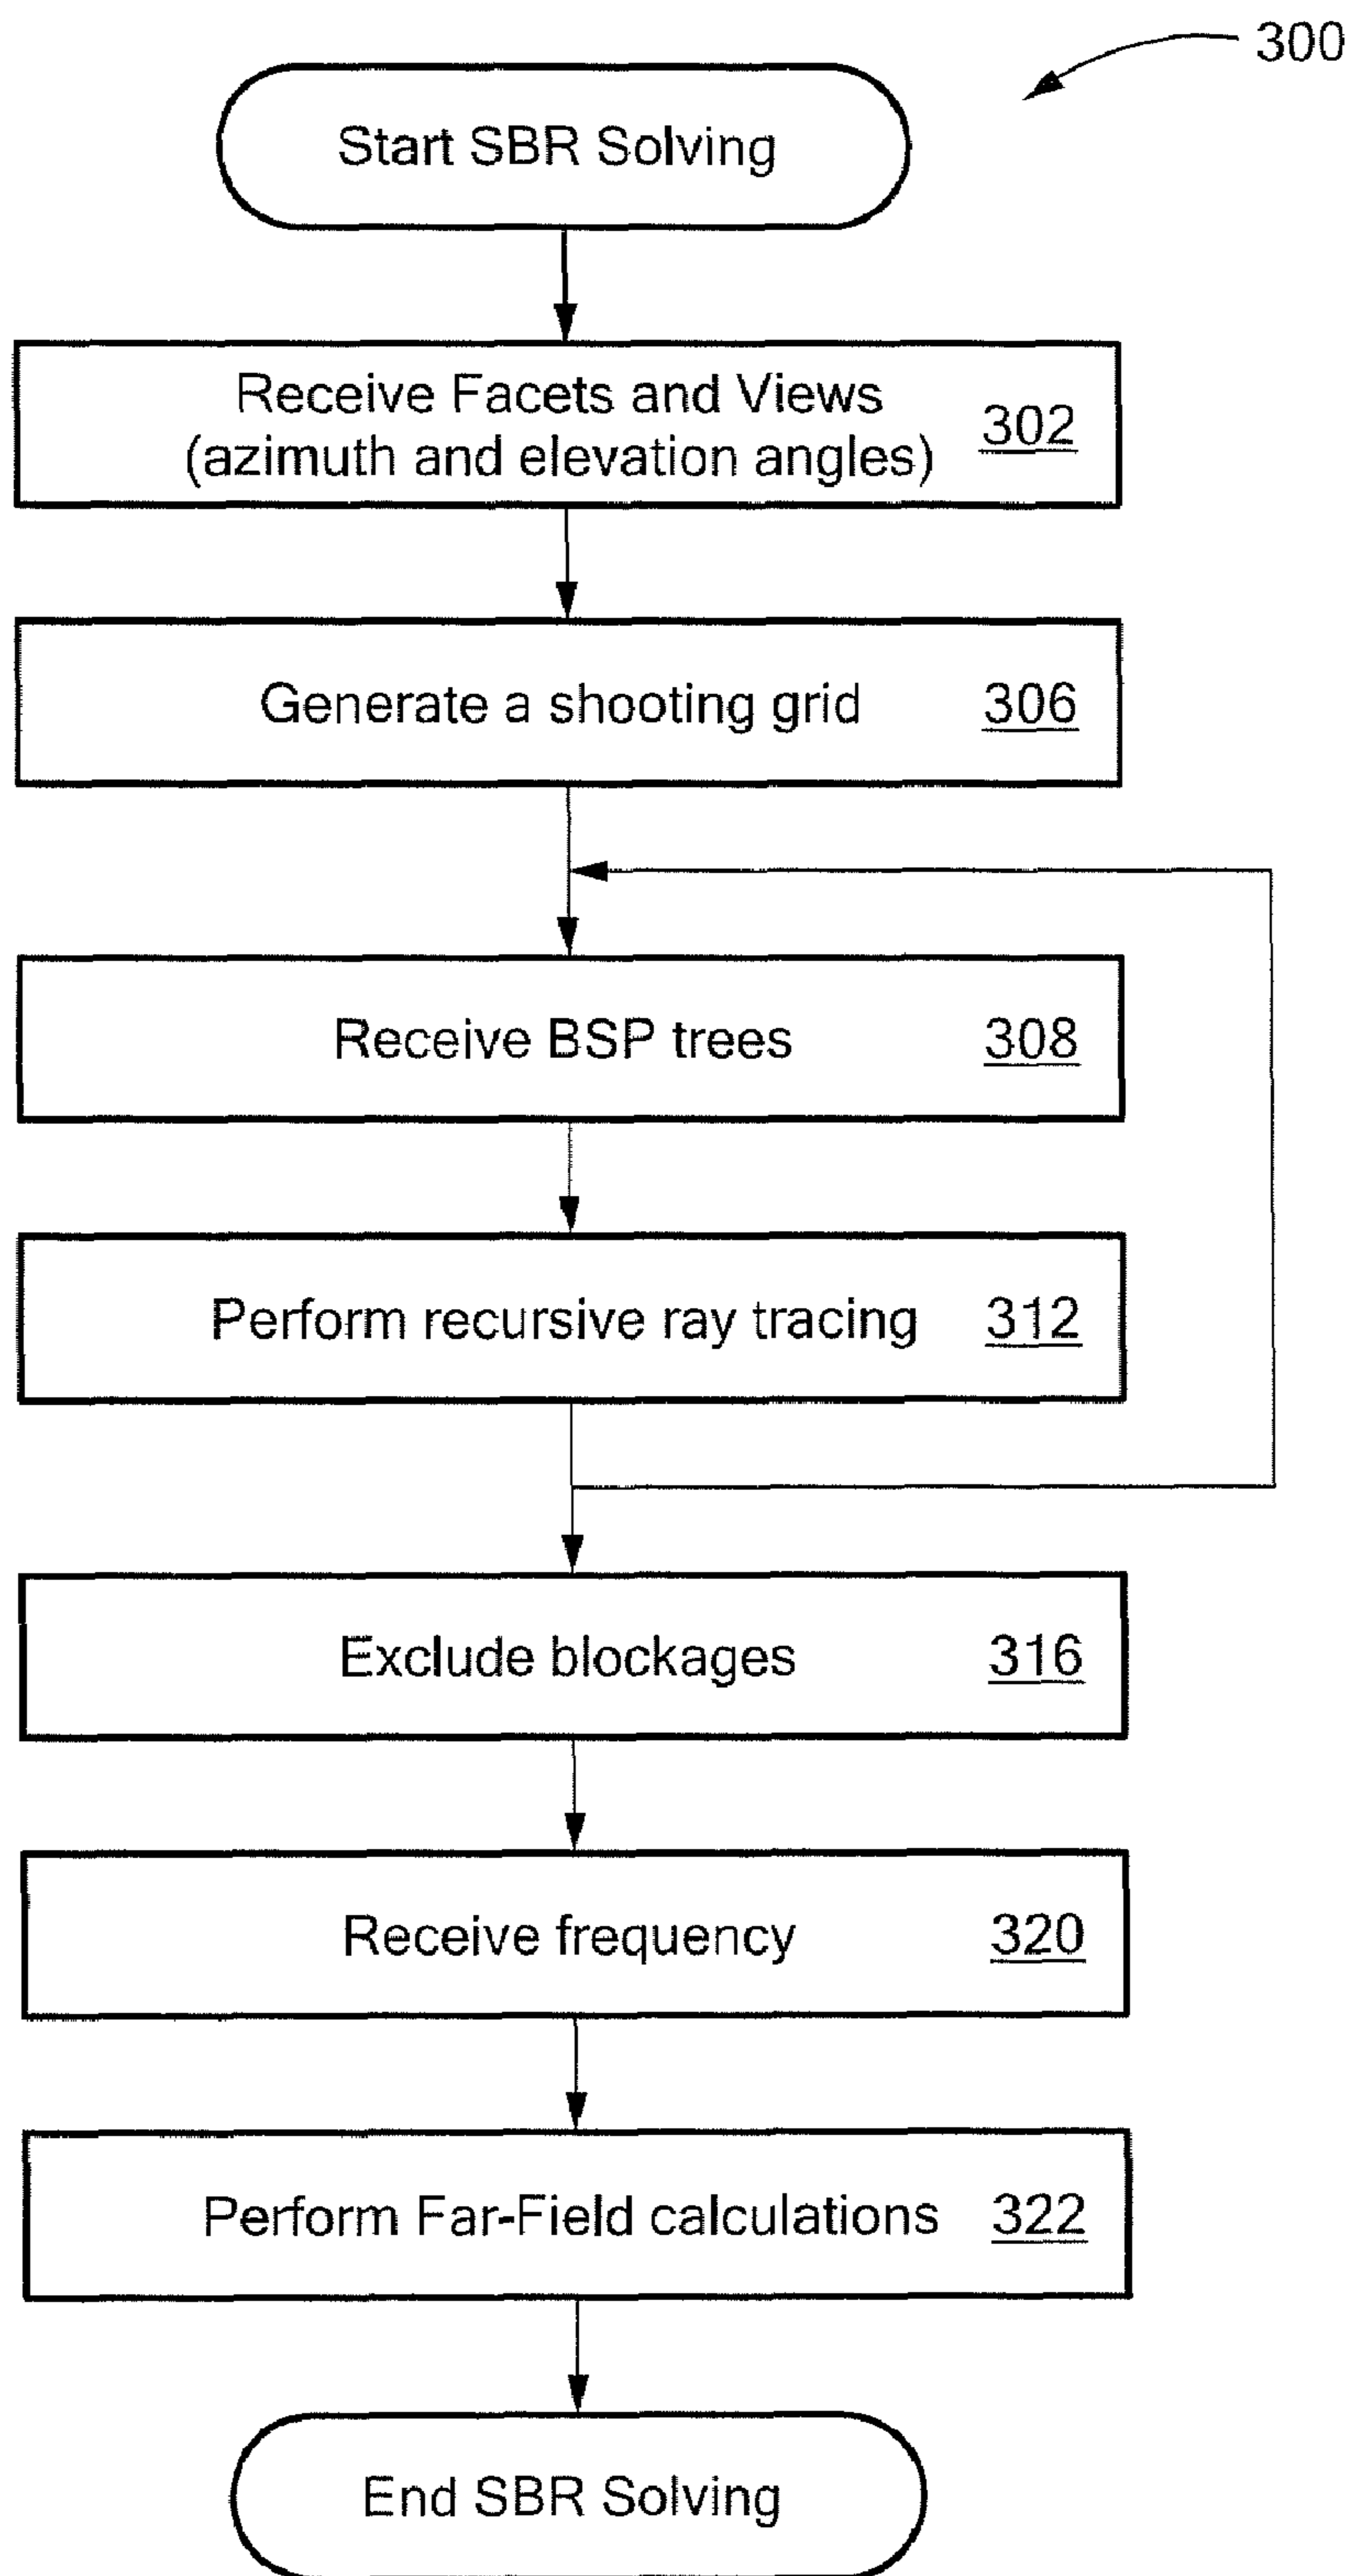 300
Start SBR Solving
Receive Facets and Views
(azimuth and elevation angles)
302
Generate a shooting grid 306
Receive BSP trees 308
Perform recursive ray tracing 312
Exclude blockages 316
Receive frequency 320
Perform Far-Field calculations 322
End SBR Solving